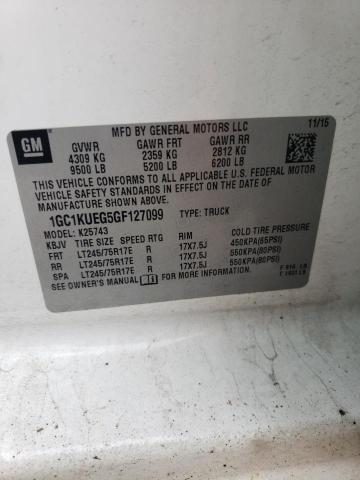 GM
11/15
MFD BY GENERAL MOTORS LLC
GVWR GAWR FRT GAWR RR
4309 KG 2359 KG 2812 KG
9500 LB 5200 LB 6200 LB
THIS VEHICLE CONFORMS TO ALL APPLICABLE U.S. FEDERAL MOTOR
VEHICLE SAFETY STANDARDS IN EFFECT ON THE DATE OF
MANUFACTURE SHOWN ABOVE.
1GC1KUEG5GF127099 TYPE: TRUCK
MODEL: K25743
KBJV TIRE SIZE SPEED RTG RIM COLD TIRE PRESSURE
FRT LT245/75R17E R 17X7.5J 450KPA(65PSI)
RR LT245/75R17E R 17X7.5J 550KPA(80PSI)
SPA LT245/75R17E R 17X7.5J 550KPA(80PSI)
SEE OWNER'S MANUAL FOR MORE INFORMATION.